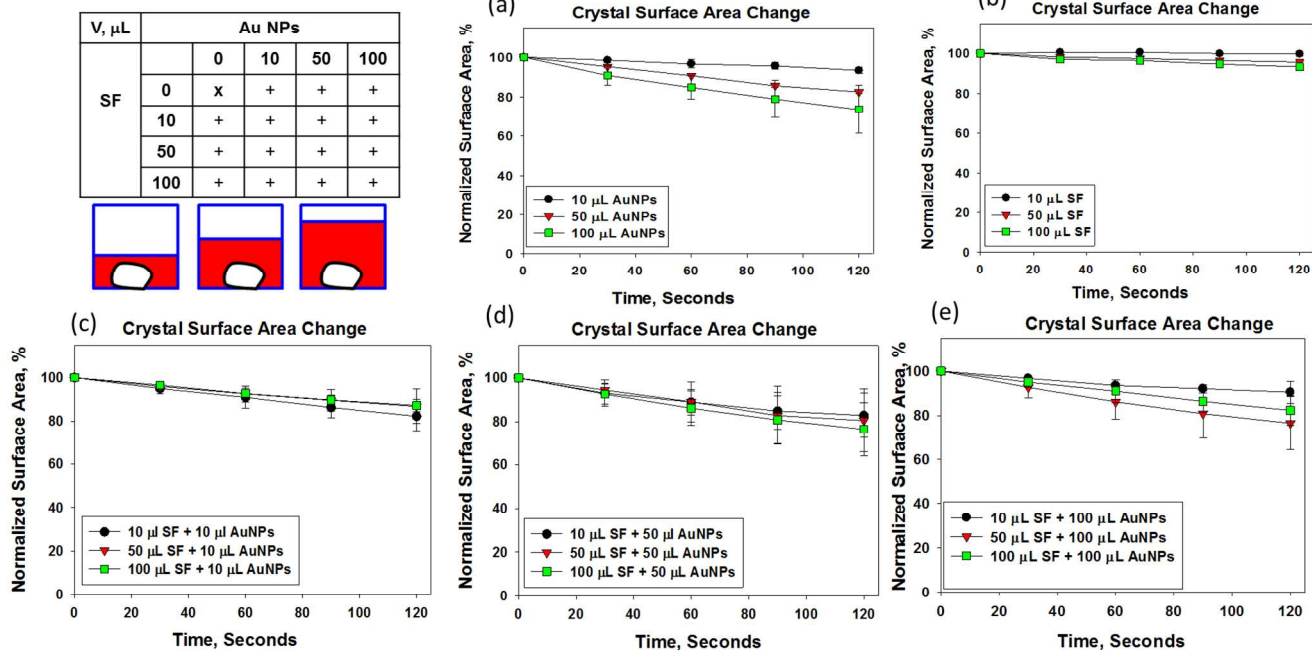 V, μL Au NPs
0 10 50 100
SF 0 x + + +
10 + + + +
50 + + + +
100 + + + +
(a)
Crystal Surface Area Change
Normalized Surfaace Area, %
100
80
60
40
20
0
10 μL AuNPs
50 μL AuNPs
100 μL AuNPs
0 20 40 60 80 100 120
Time, Seconds
(b)
Crystal Surface Area Change
Normalized Surfaace Area, %
100
80
60
40
20
0
10 μL SF
50 μL SF
100 μL SF
0 20 40 60 80 100 120
Time, Seconds
(c)
Crystal Surface Area Change
Normalized Surfaace Area, %
100
80
60
40
20
0
10 μl SF + 10 μl AuNPs
50 μL SF + 10 μL AuNPs
100 μL SF + 10 μL AuNPs
0 20 40 60 80 100 120
Time, Seconds
(d)
Crystal Surface Area Change
Normalized Surfaace Area, %
100
80
60
40
20
0
10 μL SF + 50 μl AuNPs
50 μL SF + 50 μL AuNPs
100 μL SF + 50 μL AuNPs
0 20 40 60 80 100 120
Time, Seconds
(e)
Crystal Surface Area Change
Normalized Surfaace Area, %
100
80
60
40
20
0
10 μL SF + 100 μL AuNPs
50 μL SF + 100 μL AuNPs
100 μL SF + 100 μL AuNPs
0 20 40 60 80 100 120
Time, Seconds